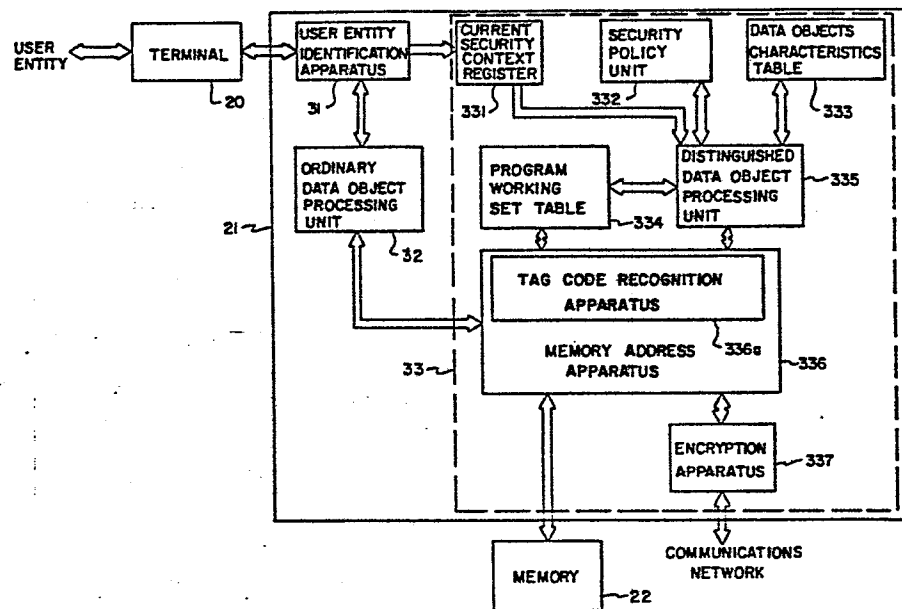 USER
ENTITY
TERMINAL
20
USER ENTITY
IDENTIFICATION
APPARATUS
31
CURRENT
SECURITY
CONTEXT
REGISTER
331
SECURITY
POLICY
UNIT
332
DATA OBJECTS
CHARACTERISTICS
TABLE
333
ORDINARY
DATA OBJECT
PROCESSING
UNIT
32
21
PROGRAM
WORKING
SET TABLE
334
DISTINGUISHED
DATA OBJECT
PROCESSING
UNIT
335
TAG CODE RECOGNITION
APPARATUS
336a
MEMORY ADDRESS
APPARATUS
336
33
ENCRYPTION
APPARATUS
337
MEMORY
22
COMMUNICATIONS
NETWORK